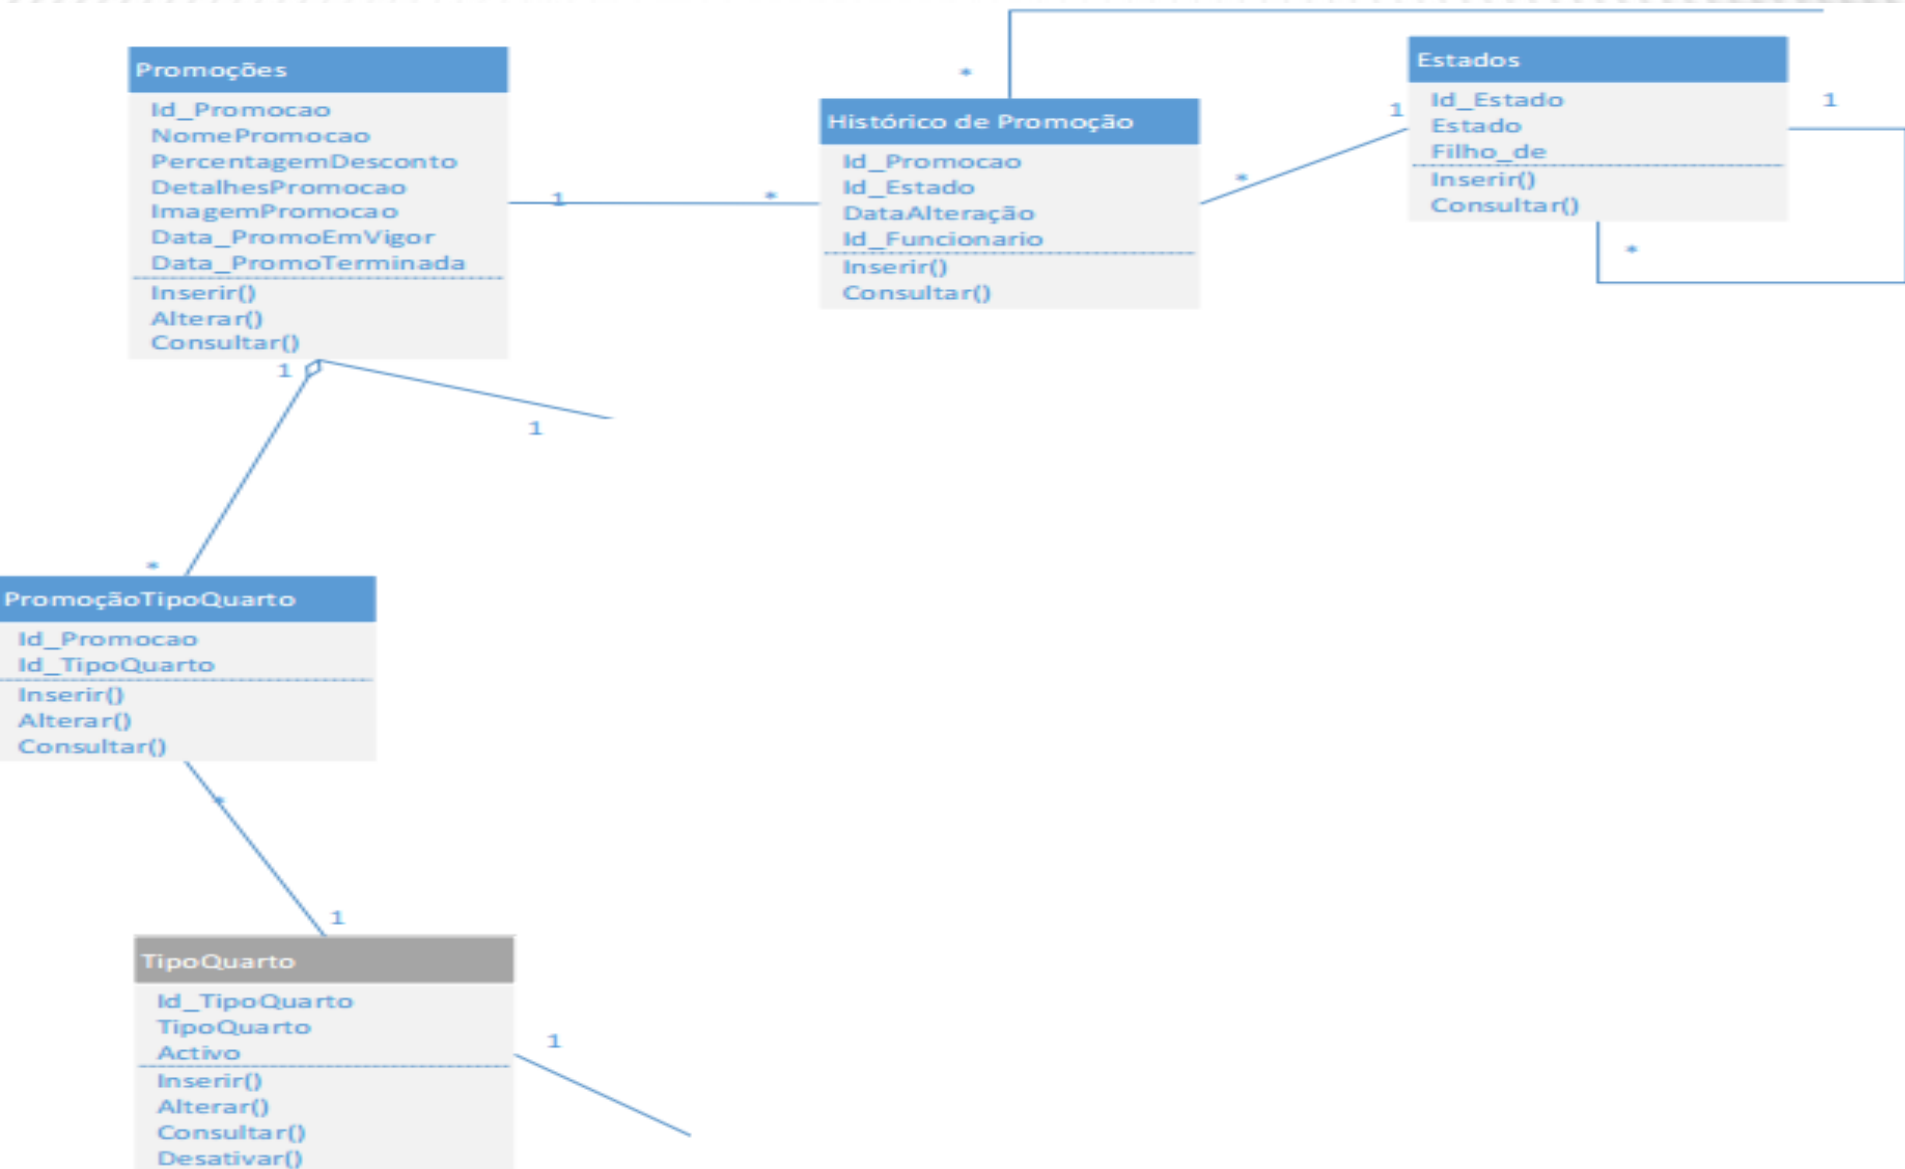 Promoções
Id_Promocao
NomePromocao
PercentagemDesconto
DetalhesPromocao
ImagemPromocao
Data_PromoEmVigor
Data_PromoTerminada
Inserir()
Alterar()
Consultar()
1
*
*
Histórico de Promoção
Id_Promocao
Id_Estado
DataAlteração
Id_Funcionario
Inserir()
Consultar()
*
1
Estados
Id_Estado
Estado
Filho_de
Inserir()
Consultar()
1
*
1
1
*
PromoçãoTipoQuarto
Id_Promocao
Id_TipoQuarto
Inserir()
Alterar()
Consultar()
*
1
TipoQuarto
Id_TipoQuarto
TipoQuarto
Activo
Inserir()
Alterar()
Consultar()
Desativar()
1